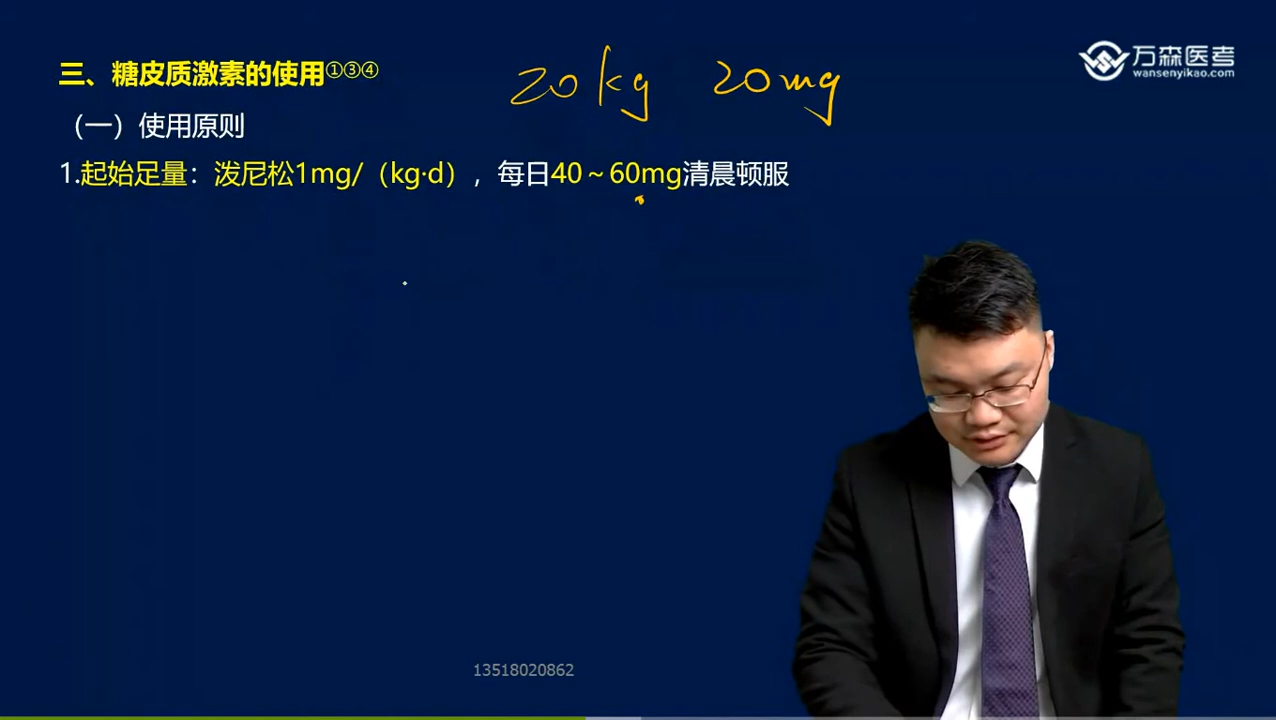 三、糖皮质激素的使用①③④
20kg 20mg
万森医考
wansenyikao.com
（一）使用原则
1.起始足量：泼尼松1mg/（kg·d），每日40～60mg清晨顿服
13518020862